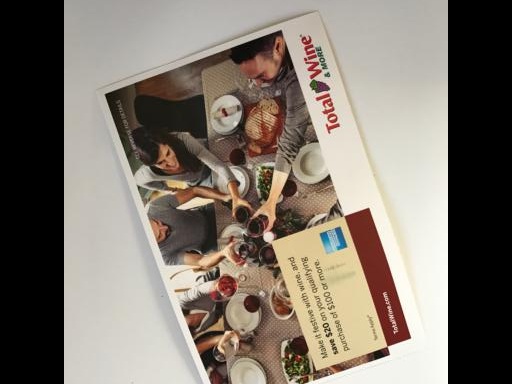 Total Wine
& MORE
Make it festive with wine, and
save $20 on your qualifying
purchase of $100 or more.
TotalWine.com